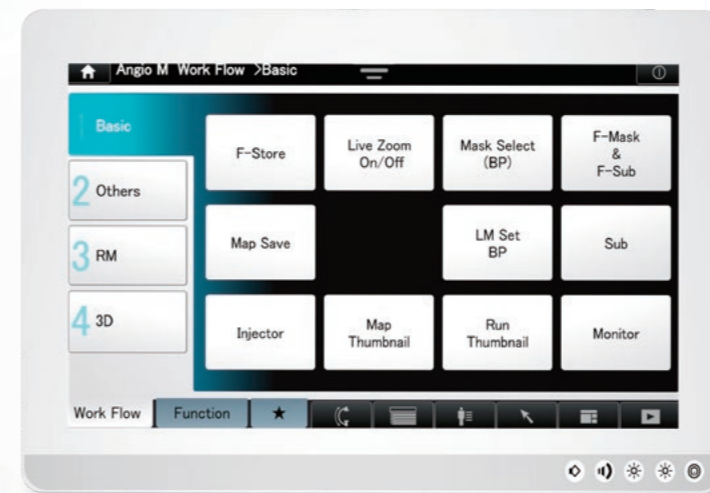 Angio M Work Flow >Basic
Basic
2 Others
3 RM
4 3D
F-Store
Live Zoom
On/Off
Mask Select
(BP)
F-Mask
&
F-Sub
Map Save
LM Set
BP
Sub
Injector
Map
Thumbnail
Run
Thumbnail
Monitor
Work Flow
Function